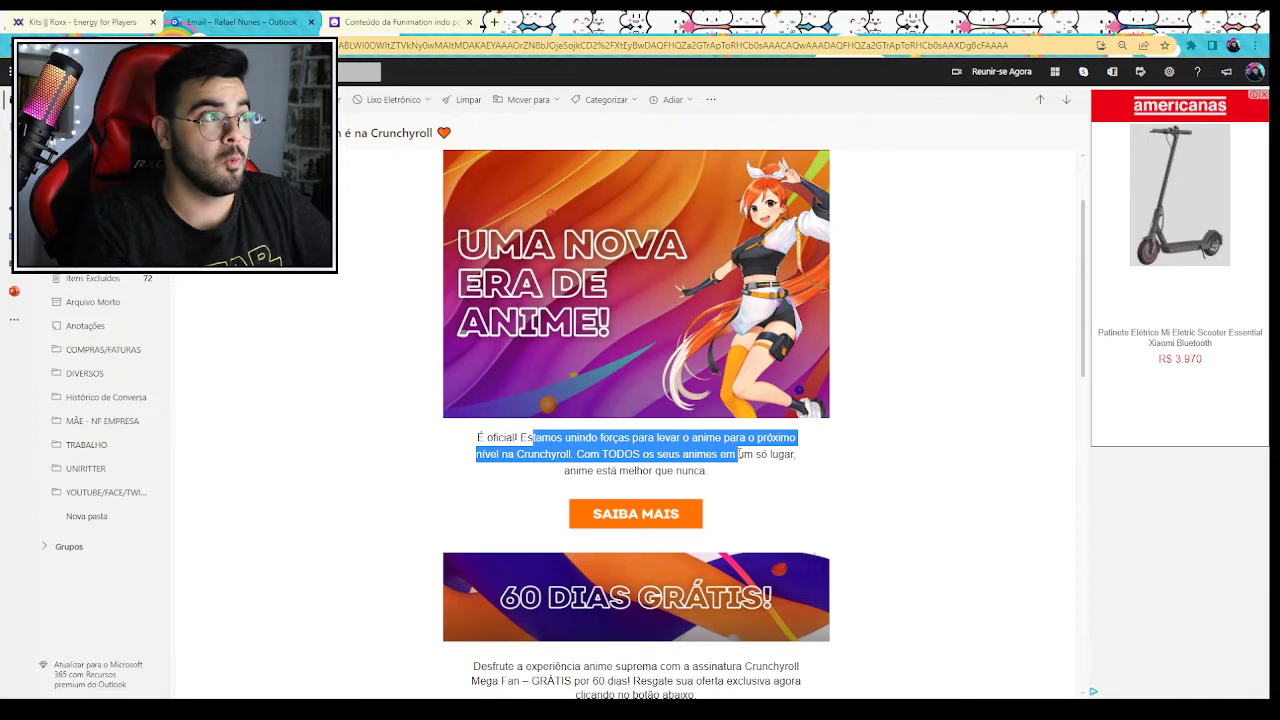 Kits || Roxx - Energy for Players
Email – Rafael Nunes – Outlook
Conteúdo da Funimation indo pa
Reunir-se Agora
Lixo Eletrônico
Limpar
Mover para
Categorizar
Adiar
é na Crunchyroll
UMA NOVA
ERA DE
ANIME!
É oficial! Estamos unindo forças para levar o anime para o próximo
nível na Crunchyroll. Com TODOS os seus animes em um só lugar,
anime está melhor que nunca.
SAIBA MAIS
60 DIAS GRÁTIS!
Desfrute a experiência anime suprema com a assinatura Crunchyroll
Mega Fan – GRÁTIS por 60 dias! Resgate sua oferta exclusiva agora
clicando no botão abaixo.
Itens Excluídos 72
Arquivo Morto
Anotações
COMPRAS/FATURAS
DIVERSOS
Histórico de Conversa
MÃE - NF EMPRESA
TRABALHO
UNIRITTER
YOUTUBE/FACE/TWI...
Nova pasta
Grupos
Atualizar para o Microsoft
365 com Recursos
premium do Outlook
americanas
Patinete Elétrico Mi Eletric Scooter Essential
Xiaomi Bluetooth
R$ 3.970